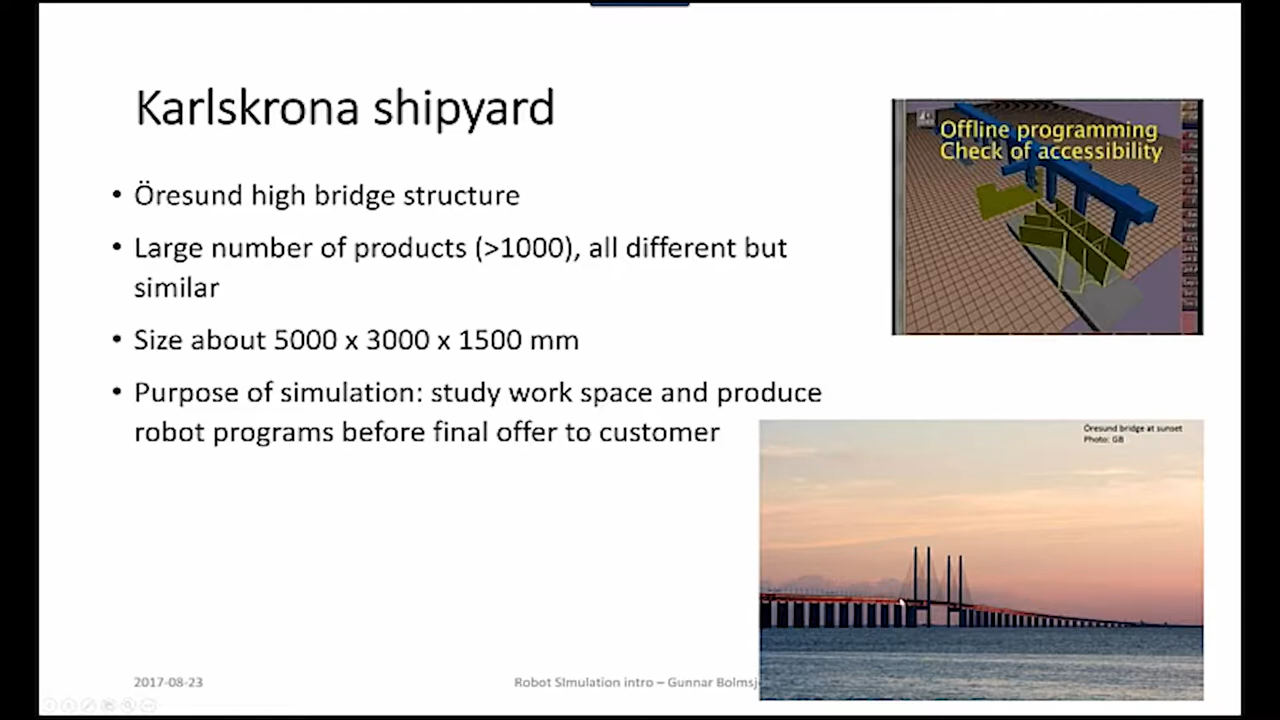 Karlskrona shipyard
Offline programming
Check of accessibility
• Öresund high bridge structure
• Large number of products (>1000), all different but
similar
• Size about 5000 x 3000 x 1500 mm
• Purpose of simulation: study work space and produce
robot programs before final offer to customer
Öresund bridge at sunset
Photo: GB
2017-08-23
Robot SImulation intro – Gunnar Bolmsj